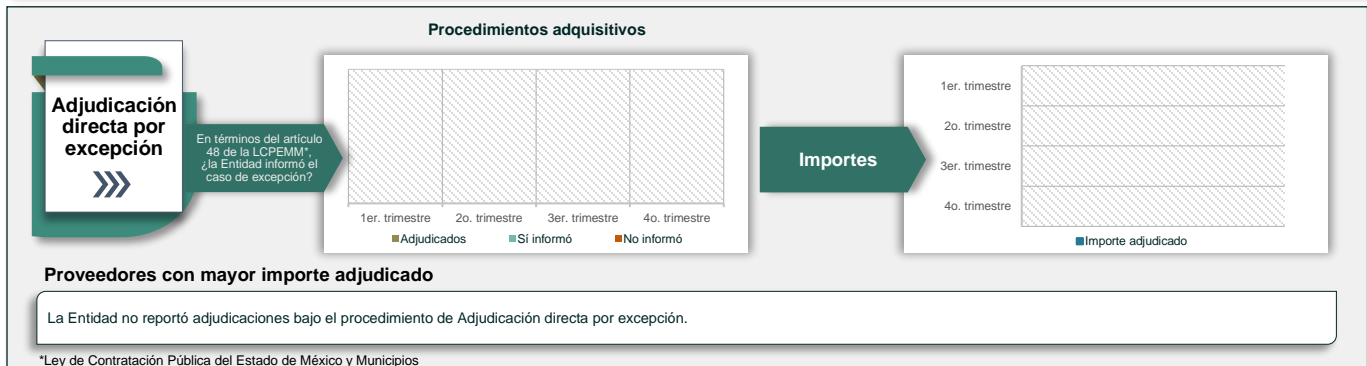 Procedimientos adquisitivos
Adjudicación
directa por
excepción
En términos del artículo
48 de la LCPEMM*,
¿la Entidad informó el
caso de excepción?
1er. trimestre 2o. trimestre 3er. trimestre 4o. trimestre
Adjudicados Sí informó No informó
Importes
1er. trimestre
2o. trimestre
3er. trimestre
4o. trimestre
Importe adjudicado
Proveedores con mayor importe adjudicado
La Entidad no reportó adjudicaciones bajo el procedimiento de Adjudicación directa por excepción.
*Ley de Contratación Pública del Estado de México y Municipios